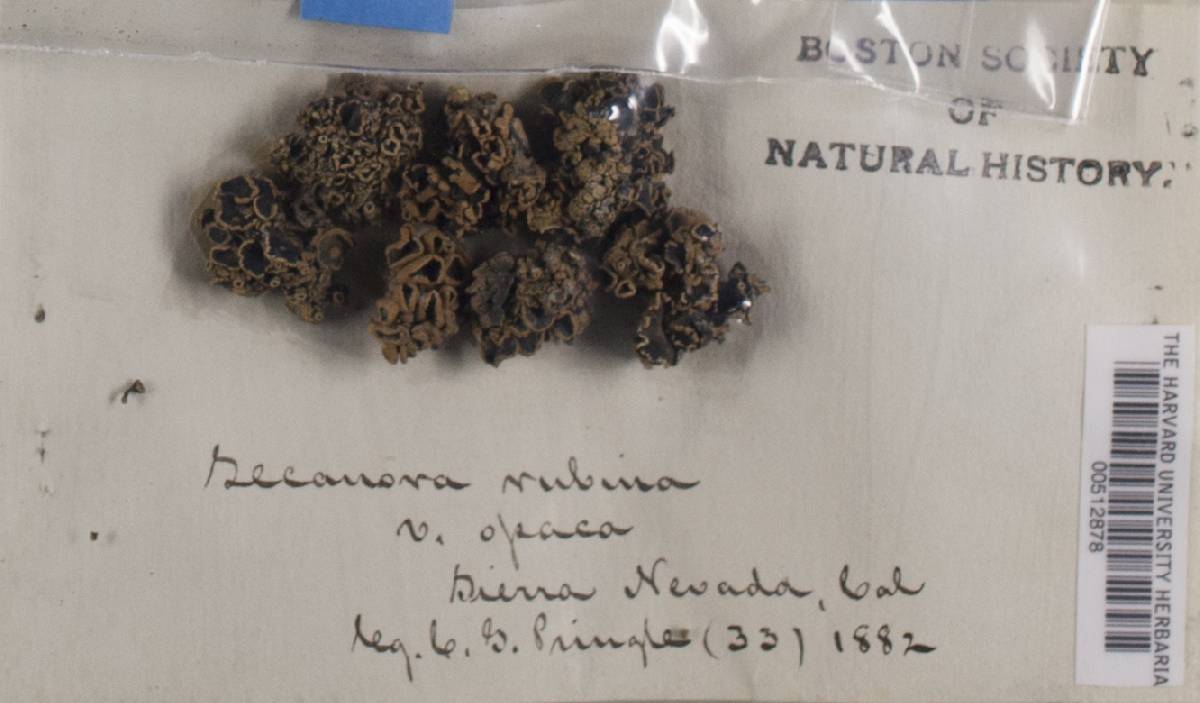 BOSTON SOCIETY
OF
NATURAL HISTORY.
Lecanora rubina
v. opaca
Sierra Nevada, Cal
leg. C. G. Pringle (33) 1882
THE HARVARD UNIVERSITY HERBARIA
00512878